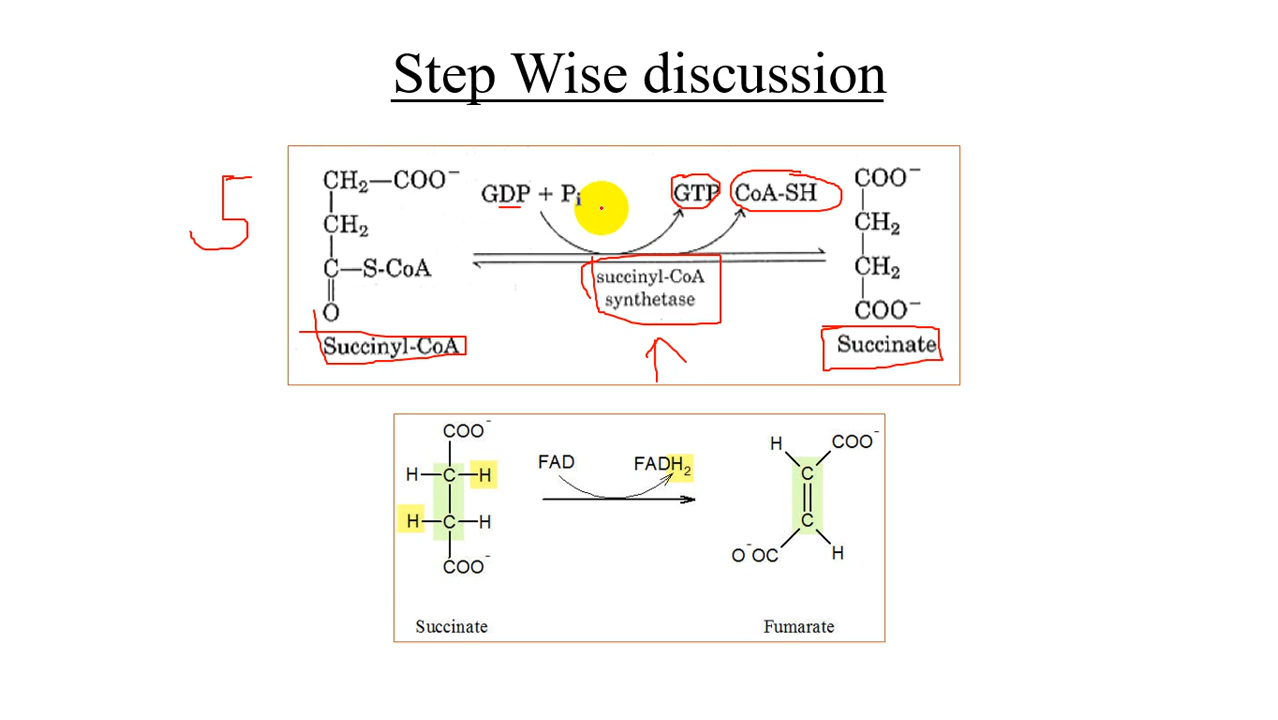 Step Wise discussion
5
CH₂—COO⁻
CH₂
C—S-CoA
O
Succinyl-CoA
GDP + Pi
GTP CoA-SH
succinyl-CoA
synthetase
COO⁻
CH₂
CH₂
COO⁻
Succinate
COO⁻
H—C—H
H—C—H
COO⁻
Succinate
FAD FADH₂
H COO⁻
C
C
O⁻OC H
Fumarate